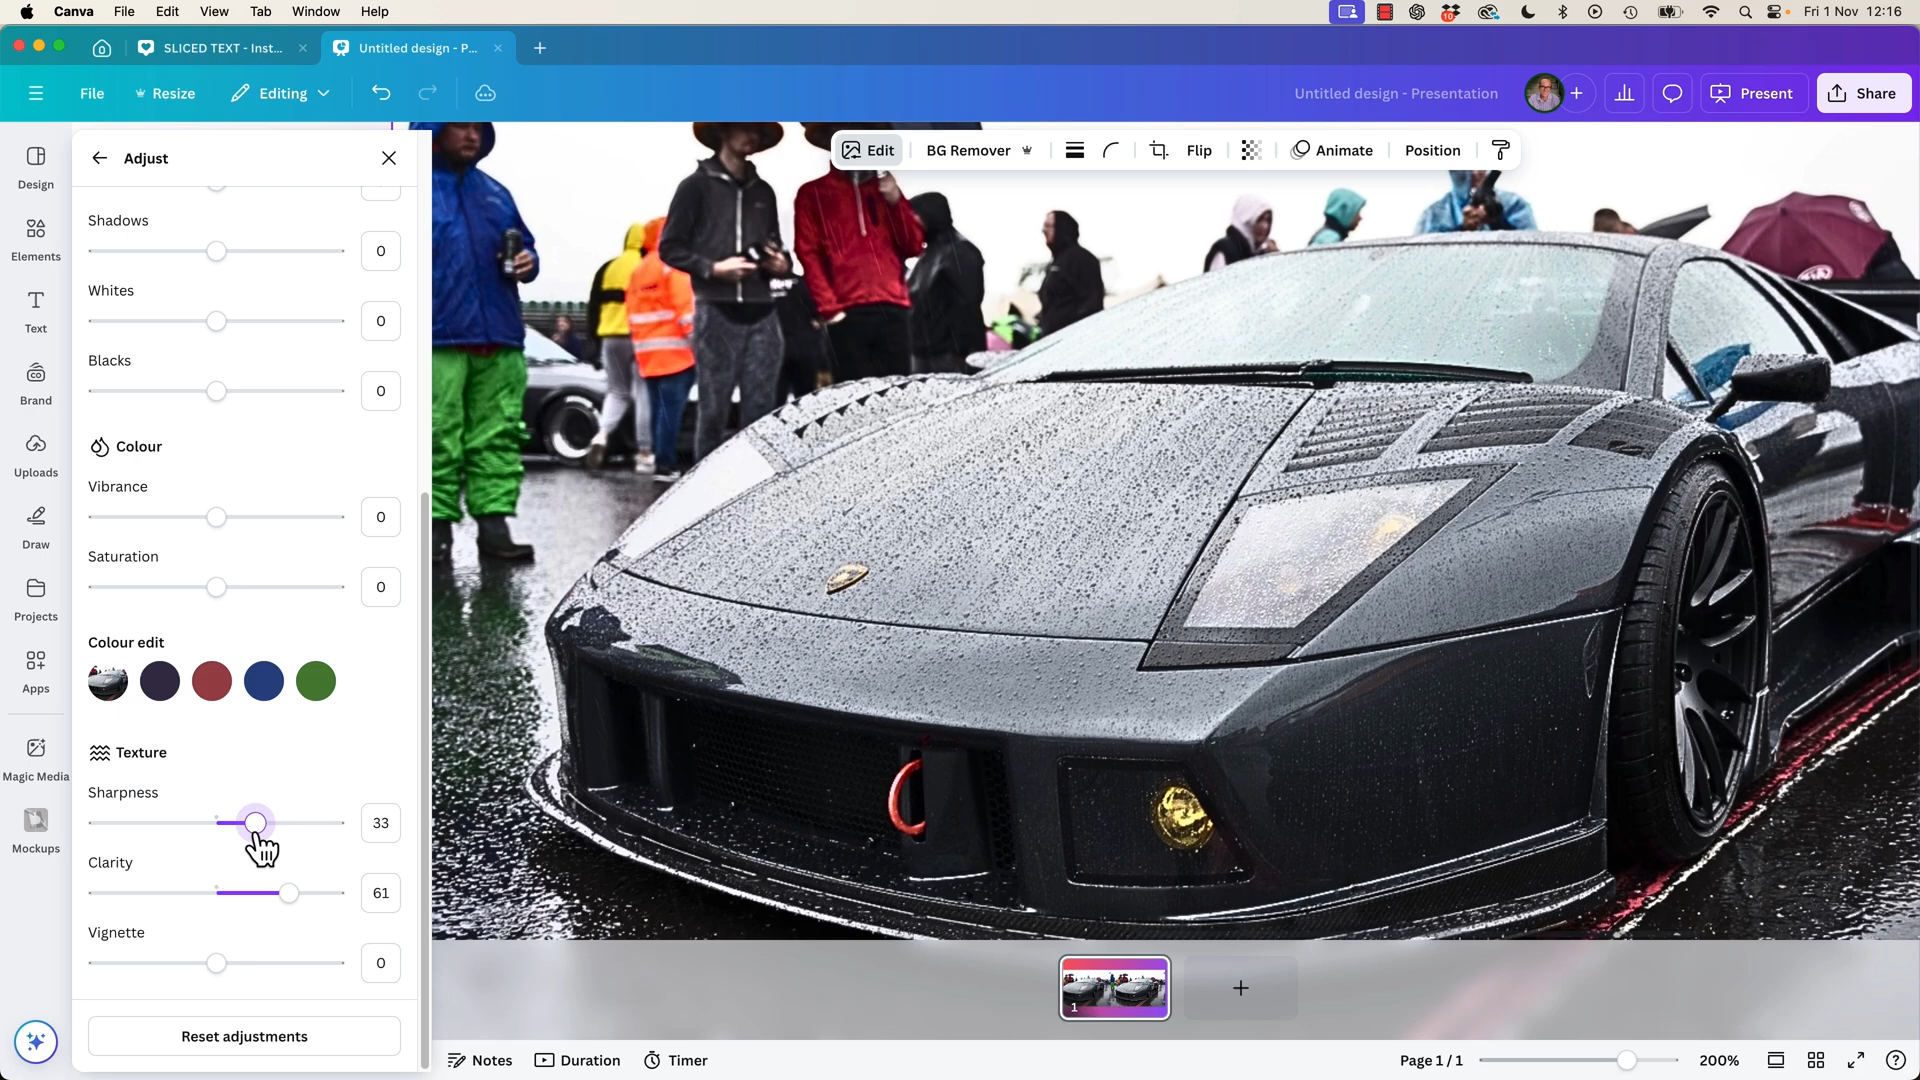 Canva File Edit View Tab Window Help
10
Fri 1 Nov 12:16
SLICED TEXT - Inst...
Untitled design - P...
File
Resize
Editing
Untitled design - Presentation
Present
Share
Design
Elements
Text
Brand
Uploads
Draw
Projects
Apps
Magic Media
Mockups
Adjust
Shadows
0
Whites
0
Blacks
0
Colour
Vibrance
0
Saturation
0
Colour edit
Texture
Sharpness
33
Clarity
61
Vignette
0
Reset adjustments
Edit
BG Remover
Flip
Animate
Position
1
Notes
Duration
Timer
Page 1 / 1
200%